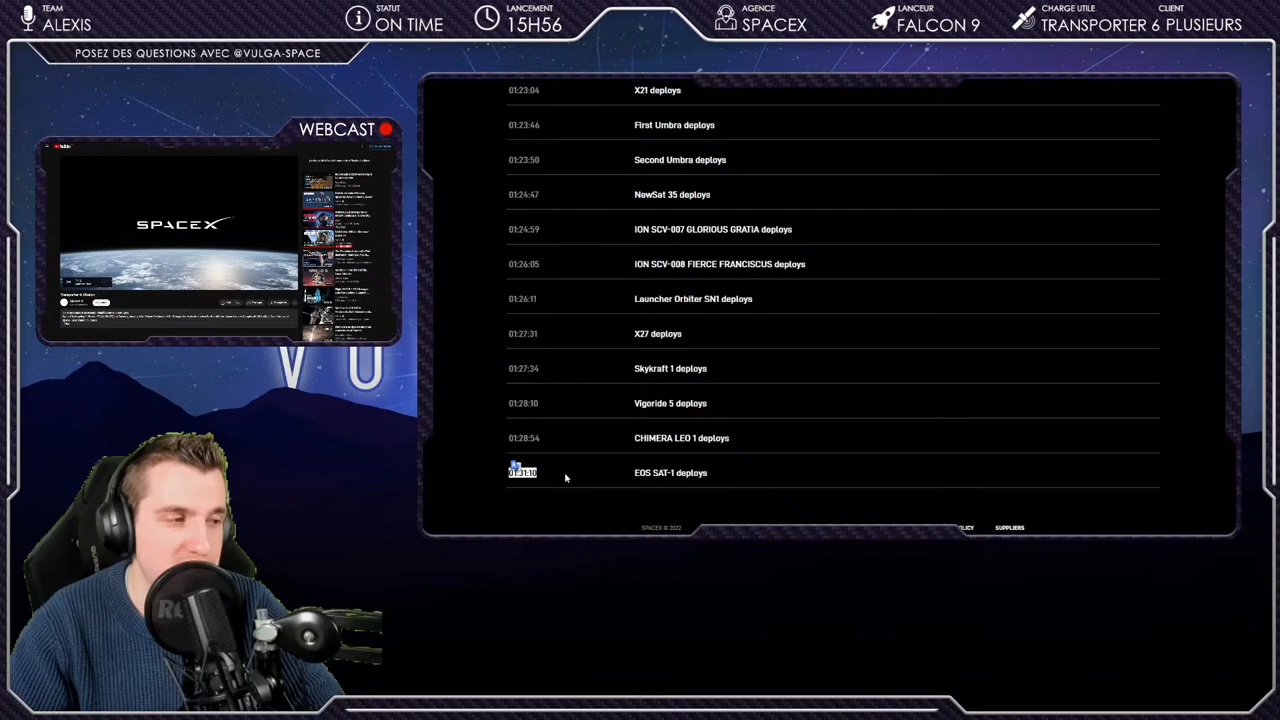 TEAM
ALEXIS
STATUT
ON TIME
LANCEMENT
15H56
AGENCE
SPACEX
LANCEUR
FALCON 9
CHARGE UTILE
CLIENT
TRANSPORTER 6 PLUSIEURS
POSEZ DES QUESTIONS AVEC @VULGA-SPACE
WEBCAST
SPACEX
V U
01:23:04 X21 deploys
01:23:46 First Umbra deploys
01:23:50 Second Umbra deploys
01:24:47 NewSat 35 deploys
01:24:59 ION SCV-007 GLORIOUS GRATIA deploys
01:26:05 ION SCV-008 FIERCE FRANCISCUS deploys
01:26:11 Launcher Orbiter SN1 deploys
01:27:31 X27 deploys
01:27:34 Skykraft 1 deploys
01:28:10 Vigoride 5 deploys
01:28:54 CHIMERA LEO 1 deploys
01:31:10 EOS SAT-1 deploys
SPACEX © 2022
OLICY
SUPPLIERS